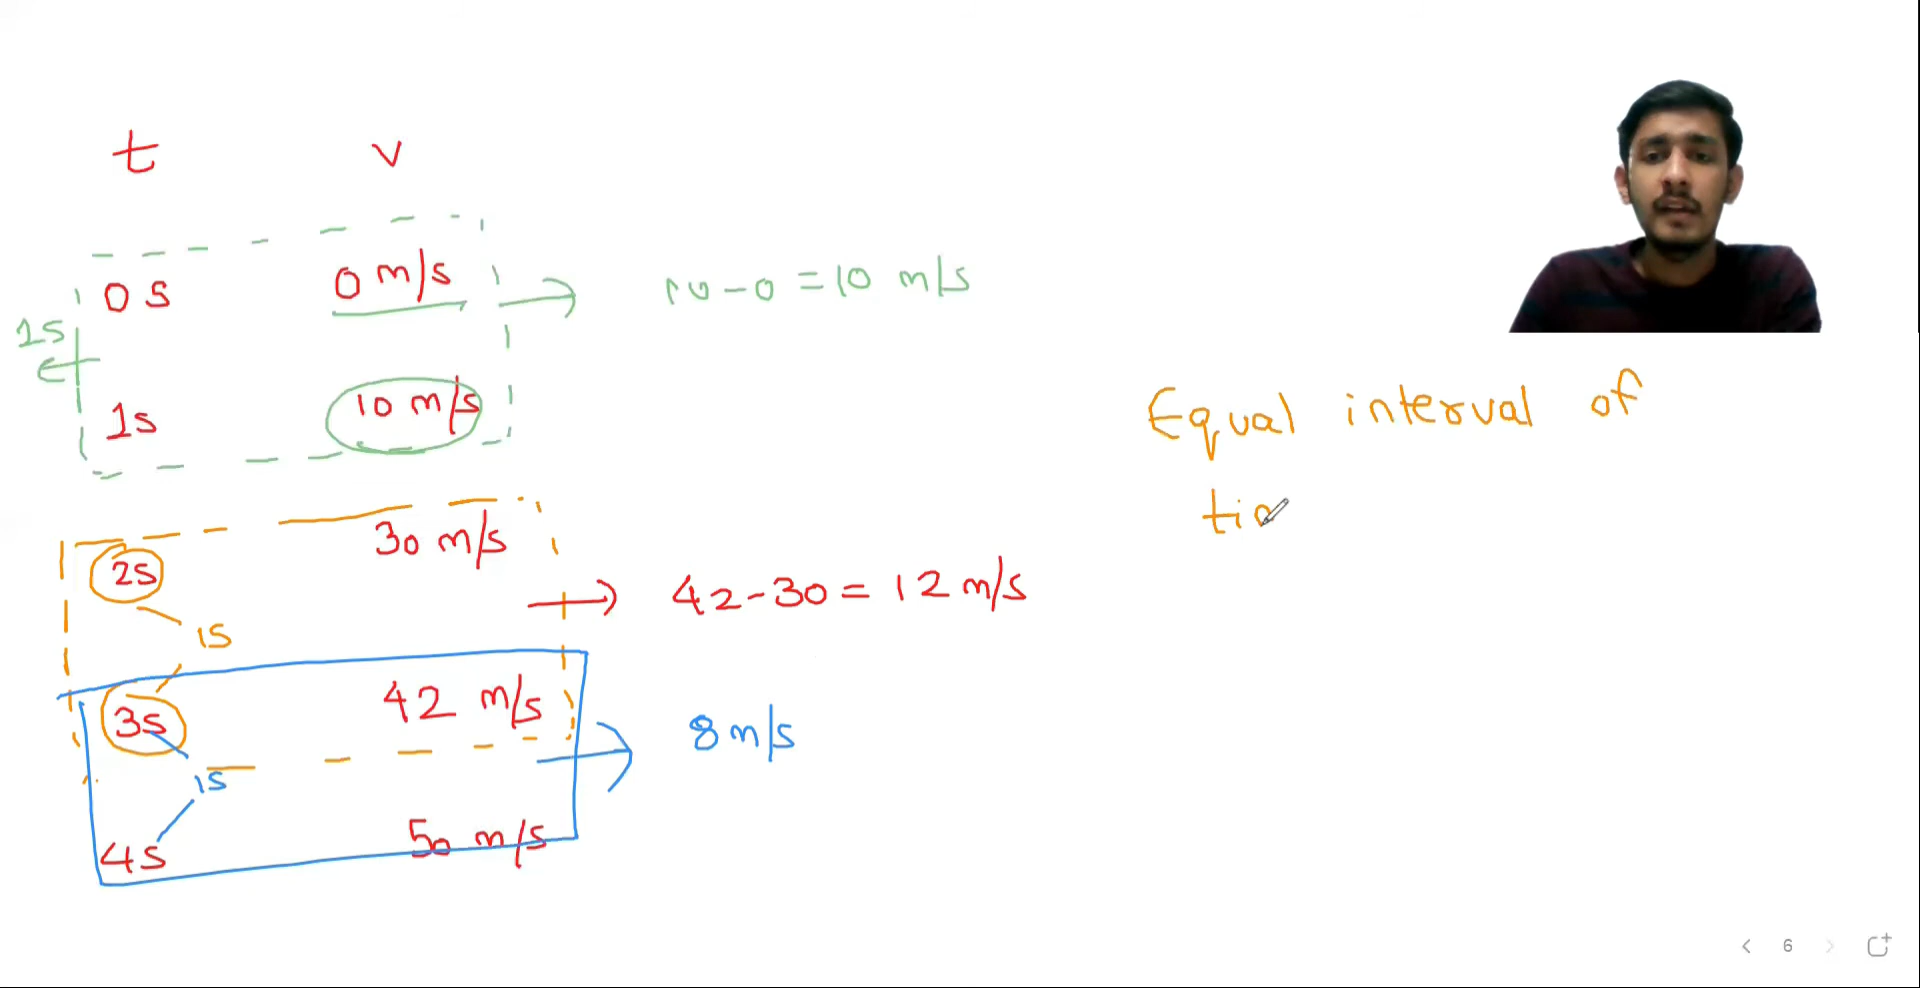 t v
0 s 0 m/s → 10-0 = 10 m/s
1s
1s 10 m/s
Equal interval of
30 m/s
2s
→ 42-30 = 12 m/s
1s
42 m/s
3s → 8 m/s
1s
50 m/s
4s
6